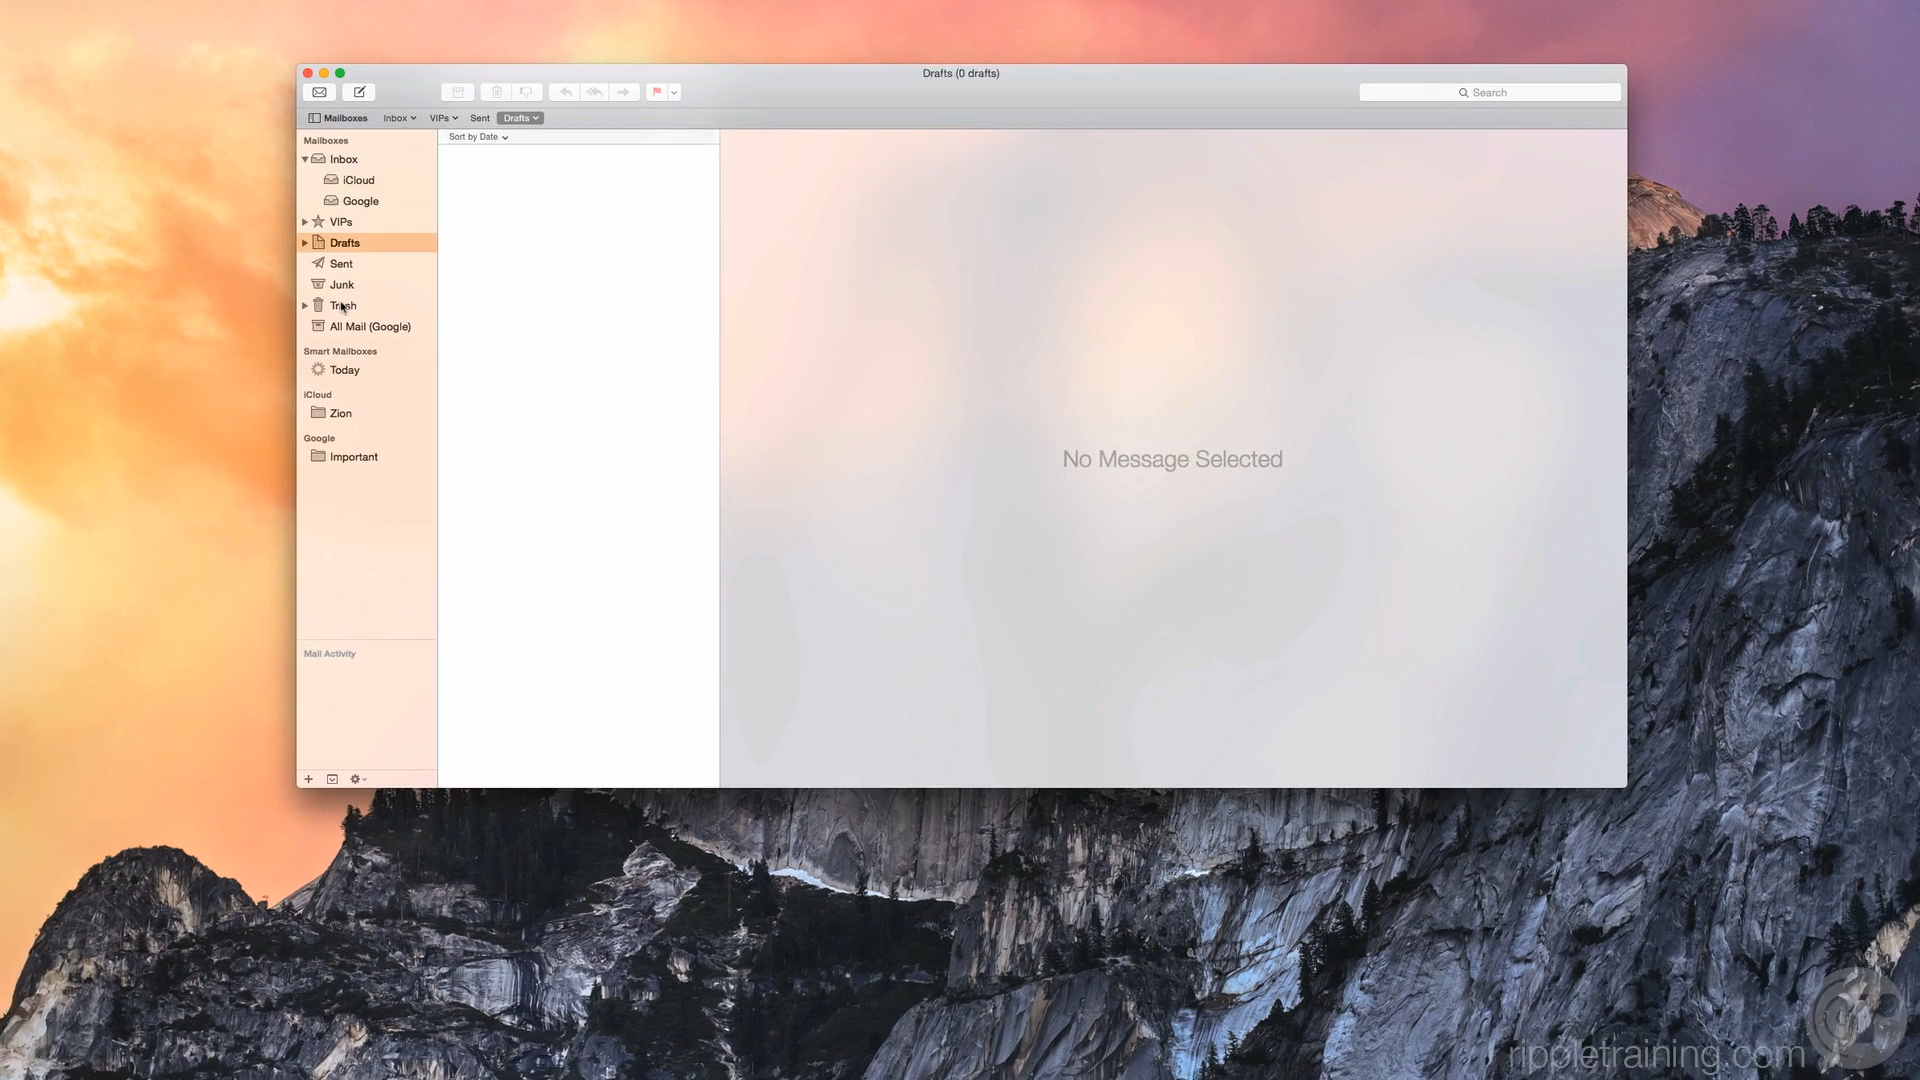 Drafts (0 drafts)
Search
Mailboxes Inbox VIPs Sent Drafts
Mailboxes
Inbox
iCloud
Google
VIPs
Drafts
Sent
Junk
Trash
All Mail (Google)
Smart Mailboxes
Today
iCloud
Zion
Google
Important
Mail Activity
Sort by Date
No Message Selected
rippletraining.com